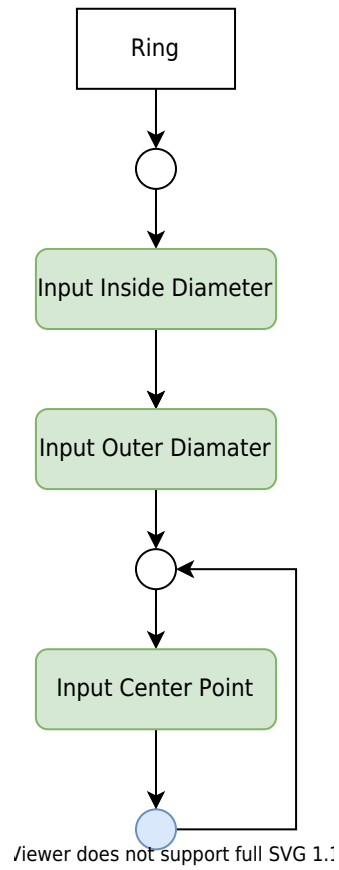 Ring
Input Inside Diameter
Input Outer Diamater
Input Center Point
Viewer does not support full SVG 1.1